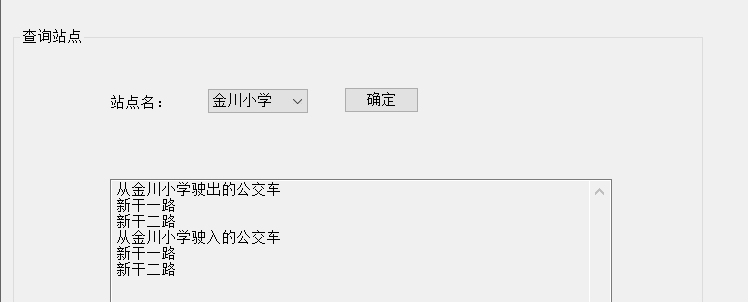 查询站点
站点名：
金川小学
确定
从金川小学驶出的公交车
新干一路
新干二路
从金川小学驶入的公交车
新干一路
新干二路